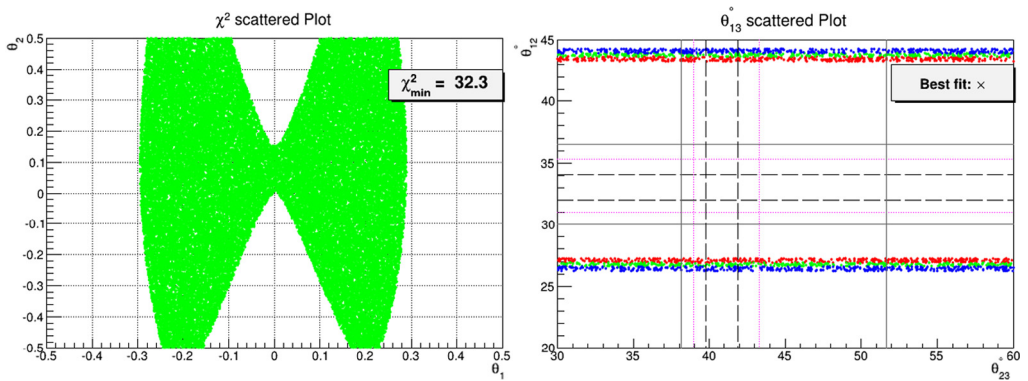 χ² scattered Plot
θ₂
0.5
0.4
0.3
0.2
0.1
0
-0.1
-0.2
-0.3
-0.4
-0.5
-0.5 -0.4 -0.3 -0.2 -0.1 0 0.1 0.2 0.3 0.4 0.5
θ₁
χ²min = 32.3
θ°₁₃ scattered Plot
θ°₁₂
45
40
35
30
25
20
30 35 40 45 50 55 60
θ°₂₃
Best fit: ×